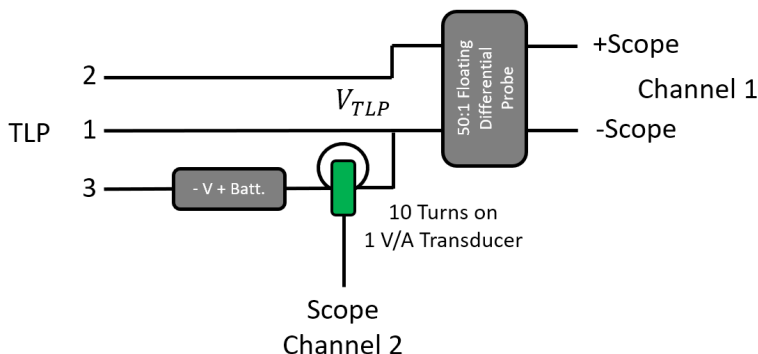 2
50:1 Floating
Differential
Probe
+Scope
Channel 1
V_TLP
TLP
1
-Scope
3
- V + Batt.
10 Turns on
1 V/A Transducer
Scope
Channel 2